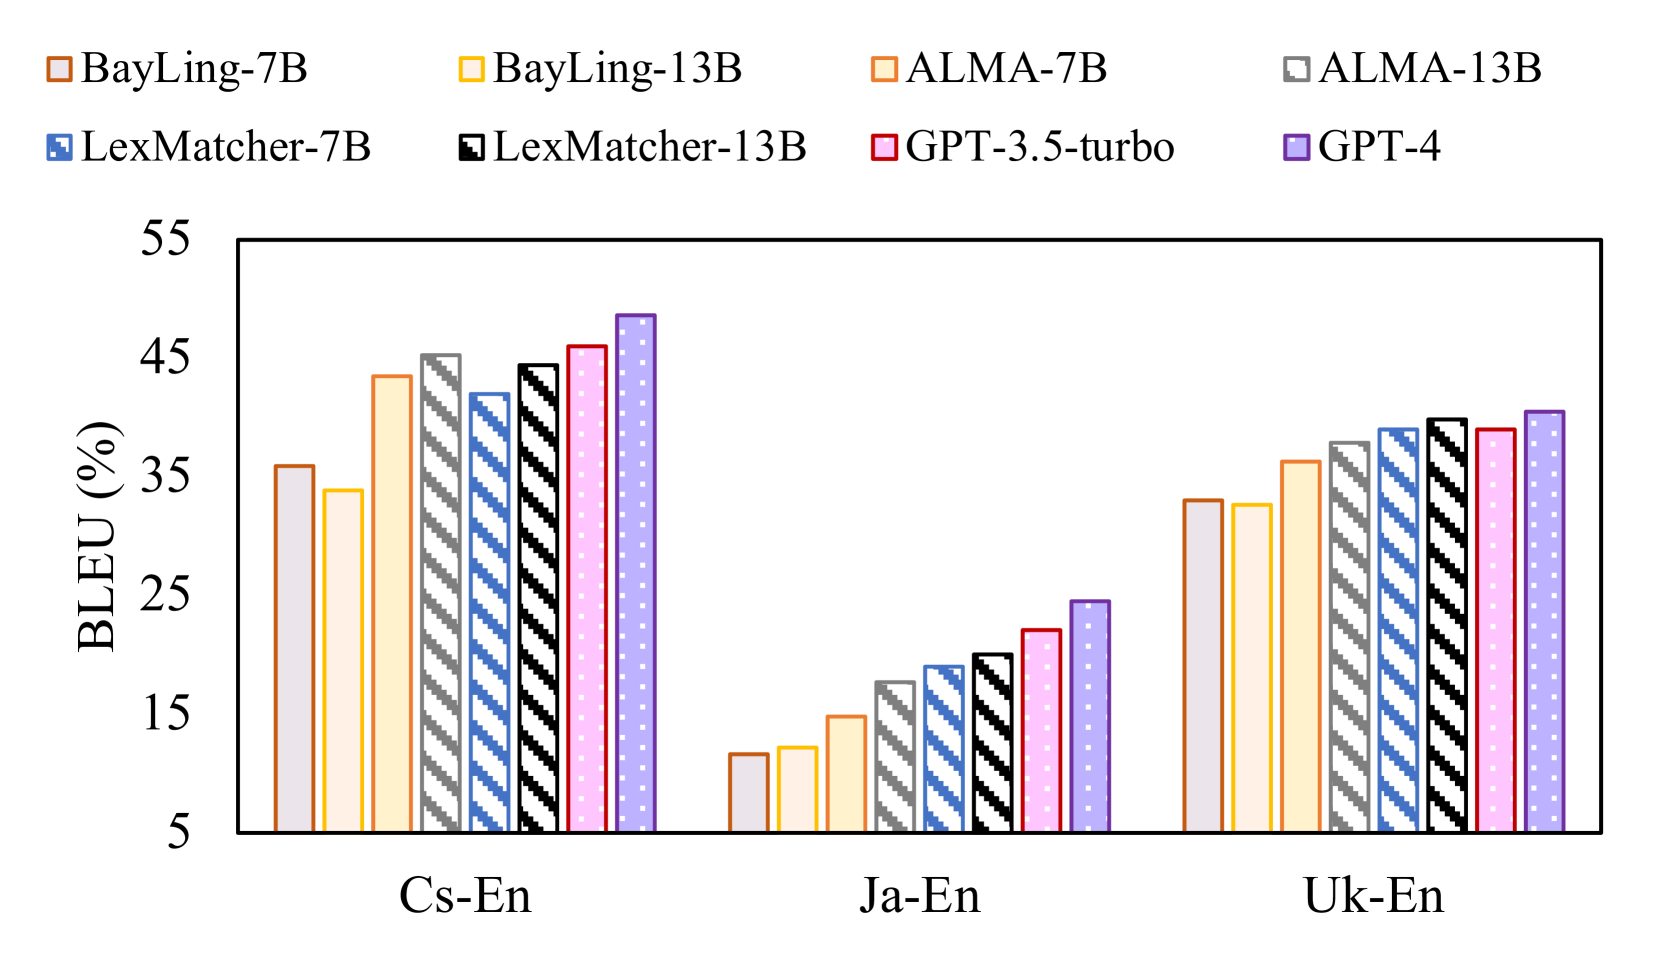 BayLing-7B BayLing-13B ALMA-7B ALMA-13B
LexMatcher-7B LexMatcher-13B GPT-3.5-turbo GPT-4
55
45
35
25
15
5
BLEU (%)
Cs-En Ja-En Uk-En